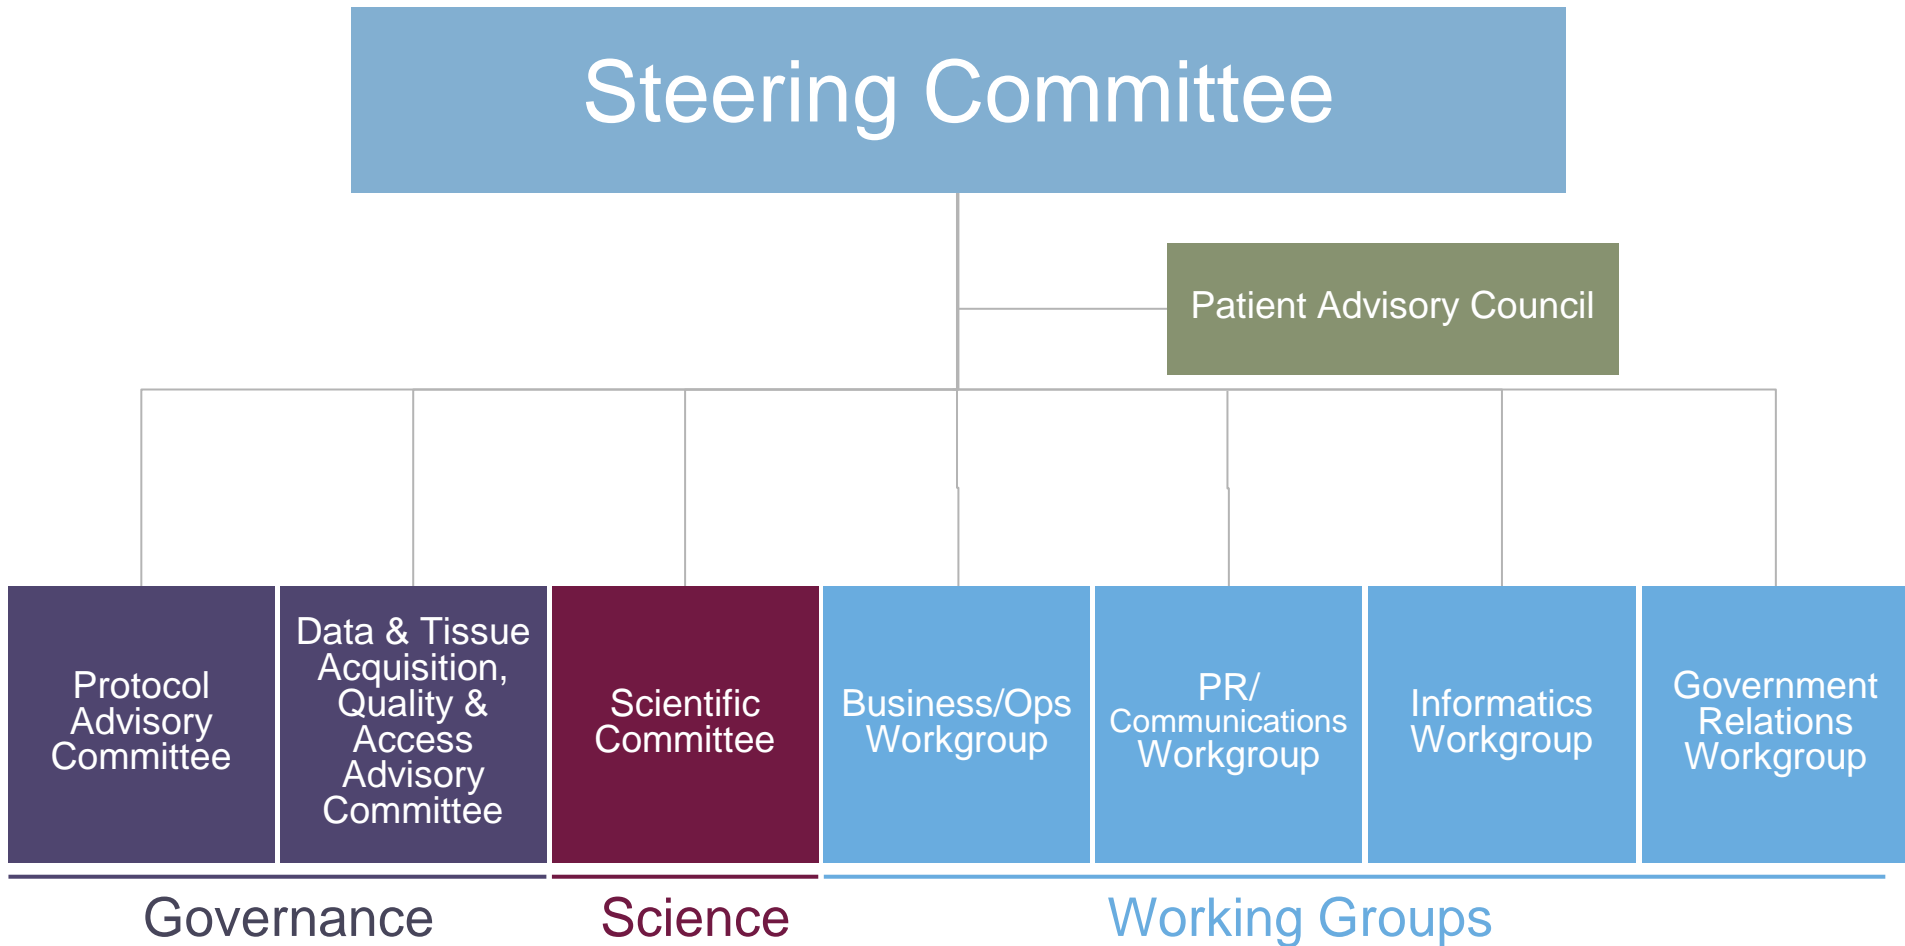 Steering Committee
Patient Advisory Council
Protocol
Advisory
Committee
Data & Tissue
Acquisition,
Quality &
Access
Advisory
Committee
Scientific
Committee
Business/Ops
Workgroup
PR/
Communications
Workgroup
Informatics
Workgroup
Government
Relations
Workgroup
Governance
Science
Working Groups